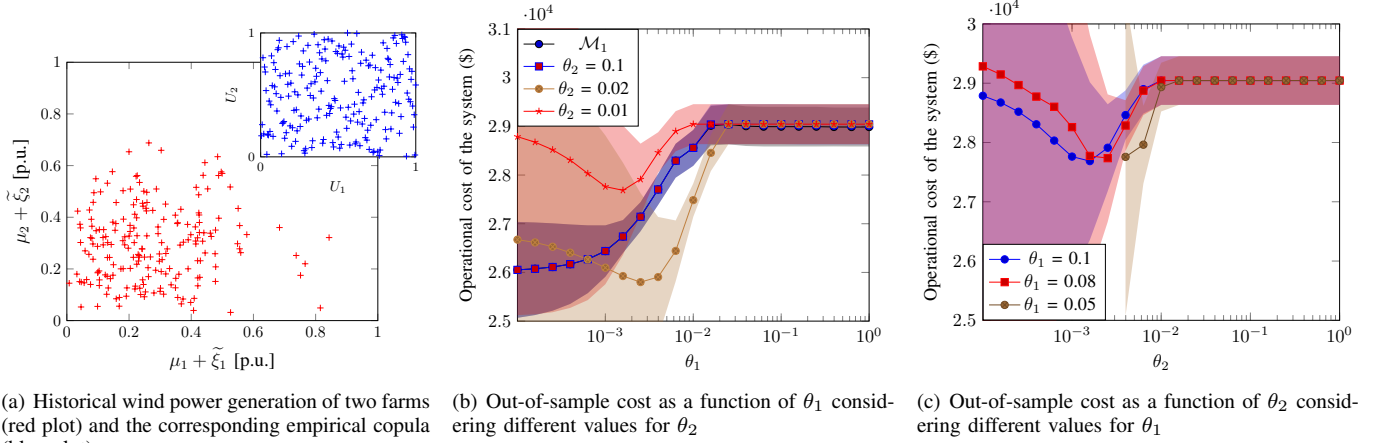 1
0.8
0.6
0.4
0.2
0
0 0.2 0.4 0.6 0.8 1
μ₂ + ξ̃₂ [p.u.]
μ₁ + ξ̃₁ [p.u.]
1
0
0 1
U₂
U₁
·10⁴
3.1
3
2.9
2.8
2.7
2.6
2.5
10⁻³ 10⁻² 10⁻¹ 10⁰
Operational cost of the system ($)
θ₁
ℳ₁
θ₂ = 0.1
θ₂ = 0.02
θ₂ = 0.01
·10⁴
3
2.9
2.8
2.7
2.6
2.5
10⁻³ 10⁻² 10⁻¹ 10⁰
Operational cost of the system ($)
θ₂
θ₁ = 0.1
θ₁ = 0.08
θ₁ = 0.05
(a) Historical wind power generation of two farms
(red plot) and the corresponding empirical copula
(b) Out-of-sample cost as a function of θ₁ consid-
ering different values for θ₂
(c) Out-of-sample cost as a function of θ₂ consid-
ering different values for θ₁